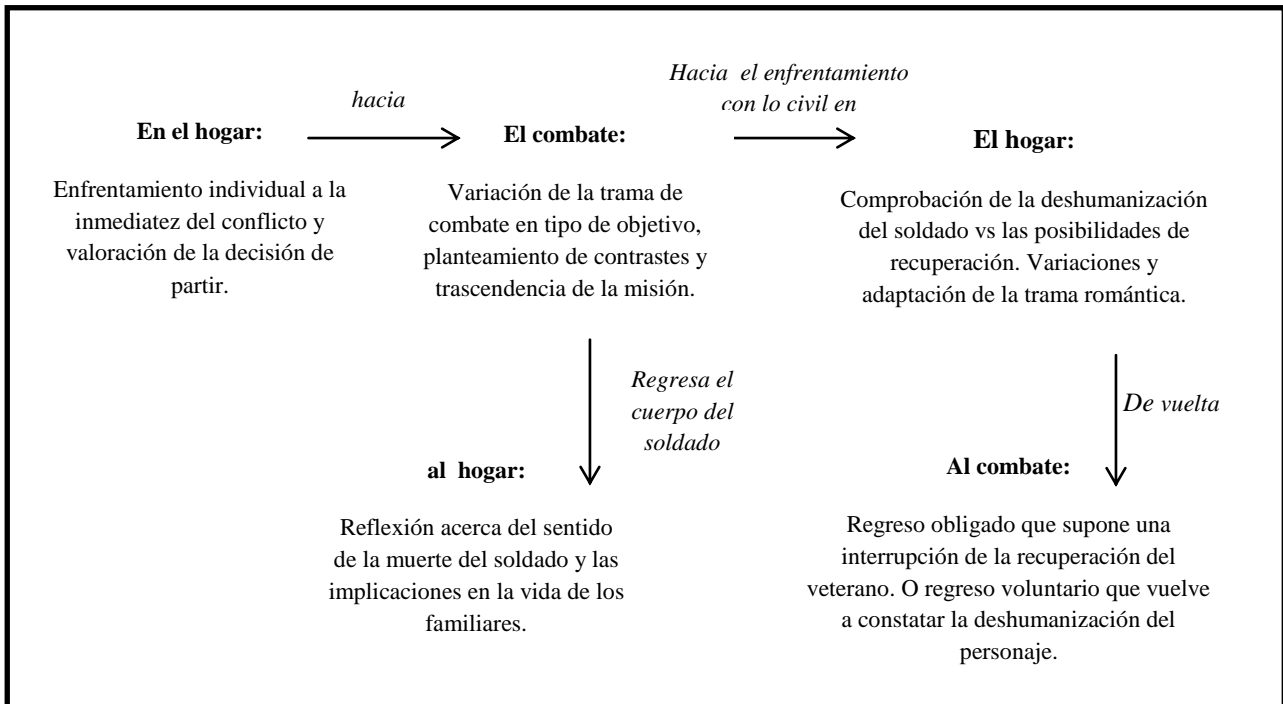 En el hogar:
Enfrentamiento individual a la
inmediatez del conflicto y
valoración de la decisión de
partir.
hacia
El combate:
Variación de la trama de
combate en tipo de objetivo,
planteamiento de contrastes y
trascendencia de la misión.
Hacia el enfrentamiento
con lo civil en
El hogar:
Comprobación de la deshumanización
del soldado vs las posibilidades de
recuperación. Variaciones y
adaptación de la trama romántica.
Regresa el
cuerpo del
soldado
al hogar:
Reflexión acerca del sentido
de la muerte del soldado y las
implicaciones en la vida de los
familiares.
De vuelta
Al combate:
Regreso obligado que supone una
interrupción de la recuperación del
veterano. O regreso voluntario que vuelve
a constatar la deshumanización del
personaje.